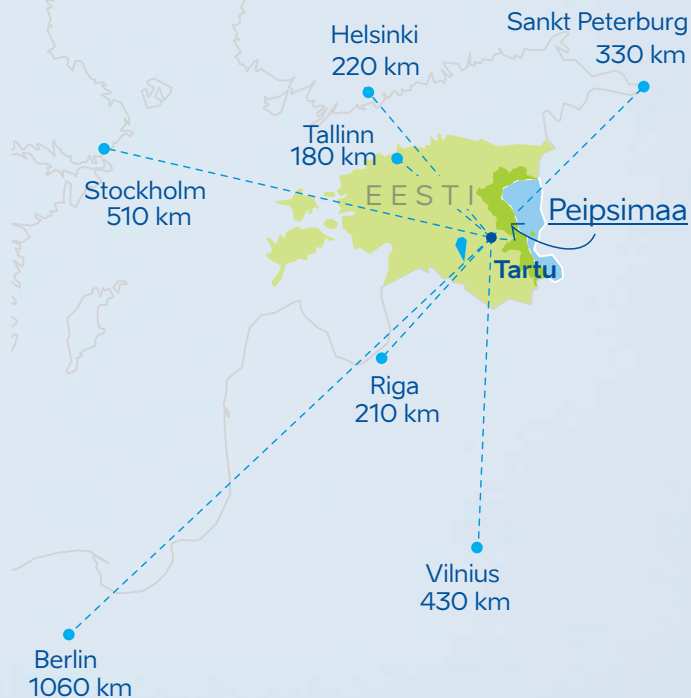 Helsinki
220 km
Sankt Peterburg
330 km
Tallinn
180 km
Stockholm
510 km
EESTI
Peipsimaa
Tartu
Riga
210 km
Vilnius
430 km
Berlin
1060 km